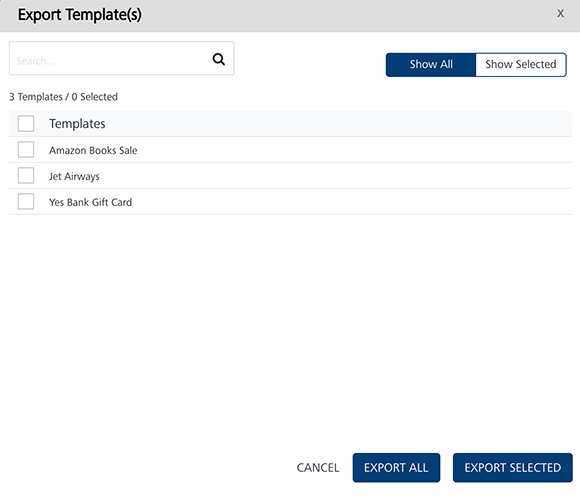 Export Template(s) X
Search...
Show All Show Selected
3 Templates / 0 Selected
Templates
Amazon Books Sale
Jet Airways
Yes Bank Gift Card
CANCEL EXPORT ALL EXPORT SELECTED